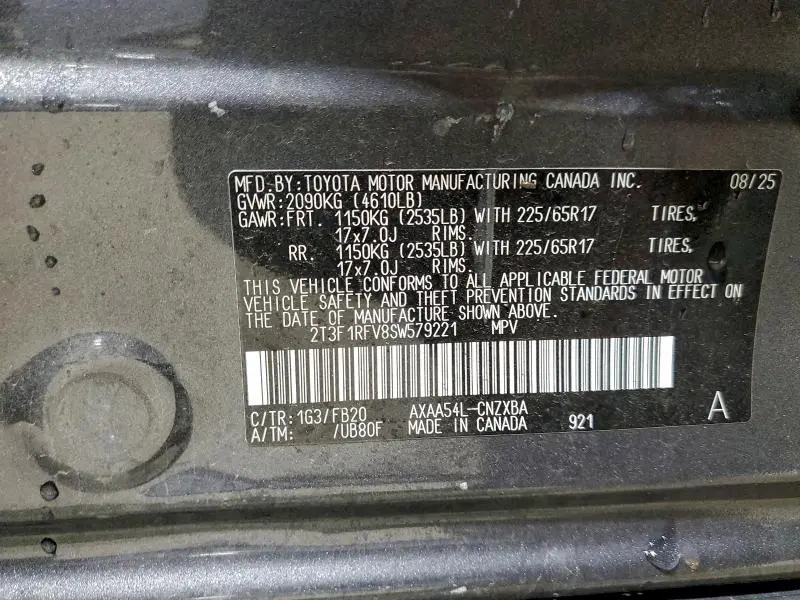 MFD.BY:TOYOTA MOTOR MANUFACTURING CANADA INC. 08/25
GVWR:2090KG (4610LB)
GAWR:FRT. 1150KG (2535LB) WITH 225/65R17 TIRES,
17x7.0J RIMS.
RR. 1150KG (2535LB) WITH 225/65R17 TIRES,
17x7.0J RIMS.
THIS VEHICLE CONFORMS TO ALL APPLICABLE FEDERAL MOTOR
VEHICLE SAFETY AND THEFT PREVENTION STANDARDS IN EFFECT ON
THE DATE OF MANUFACTURE SHOWN ABOVE.
2T3F1RFV8SW579221 MPV
C/TR:1G3/FB20 AXAA54L-CNZXBA A
A/TM: /UB80F MADE IN CANADA 921